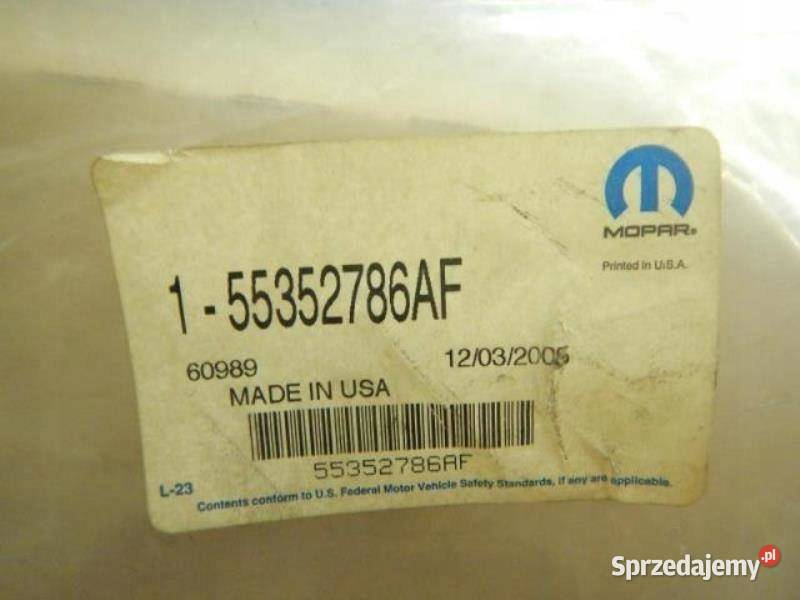 MOPAR®
Printed in U.S.A.
1 - 55352786AF
60989 12/03/2005
MADE IN USA
55352786AF
L-23
Contents conform to U.S. Federal Motor Vehicle Safety Standards, if any are applicable.
Sprzedajemy.pl